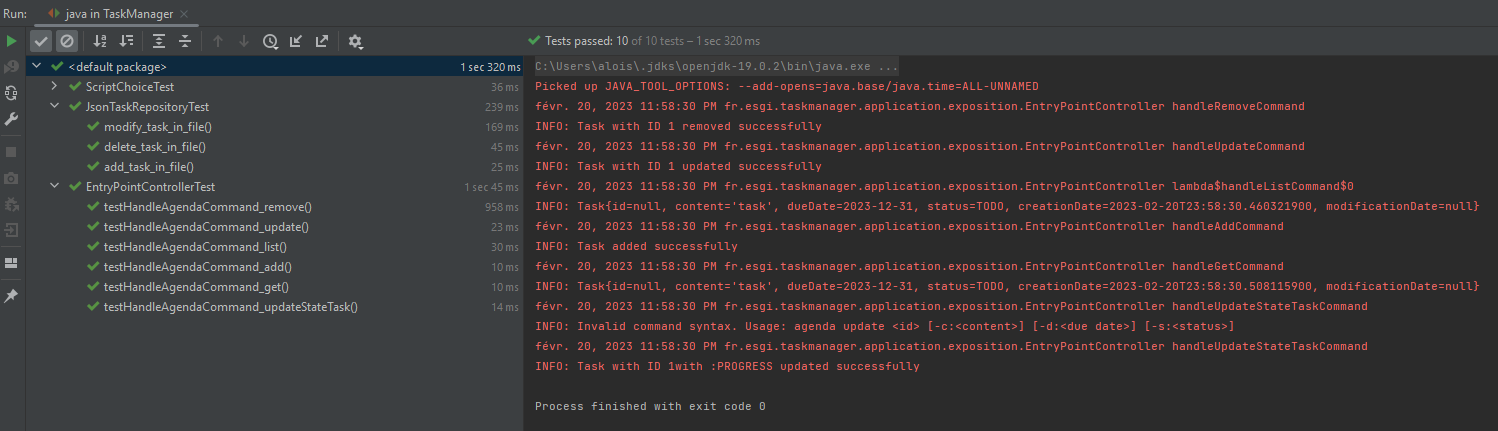 Run: java in TaskManager
Tests passed: 10 of 10 tests – 1 sec 320 ms
<default package> 1 sec 320 ms
ScriptChoiceTest 36 ms
JsonTaskRepositoryTest 239 ms
modify_task_in_file() 169 ms
delete_task_in_file() 45 ms
add_task_in_file() 25 ms
EntryPointControllerTest 1 sec 45 ms
testHandleAgendaCommand_remove() 958 ms
testHandleAgendaCommand_update() 23 ms
testHandleAgendaCommand_list() 30 ms
testHandleAgendaCommand_add() 10 ms
testHandleAgendaCommand_get() 10 ms
testHandleAgendaCommand_updateStateTask() 14 ms
C:\Users\alois\.jdks\openjdk-19.0.2\bin\java.exe ...
Picked up JAVA_TOOL_OPTIONS: --add-opens=java.base/java.time=ALL-UNNAMED
févr. 20, 2023 11:58:30 PM fr.esgi.taskmanager.application.exposition.EntryPointController handleRemoveCommand
INFO: Task with ID 1 removed successfully
févr. 20, 2023 11:58:30 PM fr.esgi.taskmanager.application.exposition.EntryPointController handleUpdateCommand
INFO: Task with ID 1 updated successfully
févr. 20, 2023 11:58:30 PM fr.esgi.taskmanager.application.exposition.EntryPointController lambda$handleListCommand$0
INFO: Task{id=null, content='task', dueDate=2023-12-31, status=TODO, creationDate=2023-02-20T23:58:30.460321900, modificationDate=null}
févr. 20, 2023 11:58:30 PM fr.esgi.taskmanager.application.exposition.EntryPointController handleAddCommand
INFO: Task added successfully
févr. 20, 2023 11:58:30 PM fr.esgi.taskmanager.application.exposition.EntryPointController handleGetCommand
INFO: Task{id=null, content='task', dueDate=2023-12-31, status=TODO, creationDate=2023-02-20T23:58:30.508115900, modificationDate=null}
févr. 20, 2023 11:58:30 PM fr.esgi.taskmanager.application.exposition.EntryPointController handleUpdateStateTaskCommand
INFO: Invalid command syntax. Usage: agenda update <id> [-c:<content>] [-d:<due date>] [-s:<status>]
févr. 20, 2023 11:58:30 PM fr.esgi.taskmanager.application.exposition.EntryPointController handleUpdateStateTaskCommand
INFO: Task with ID 1with :PROGRESS updated successfully
Process finished with exit code 0